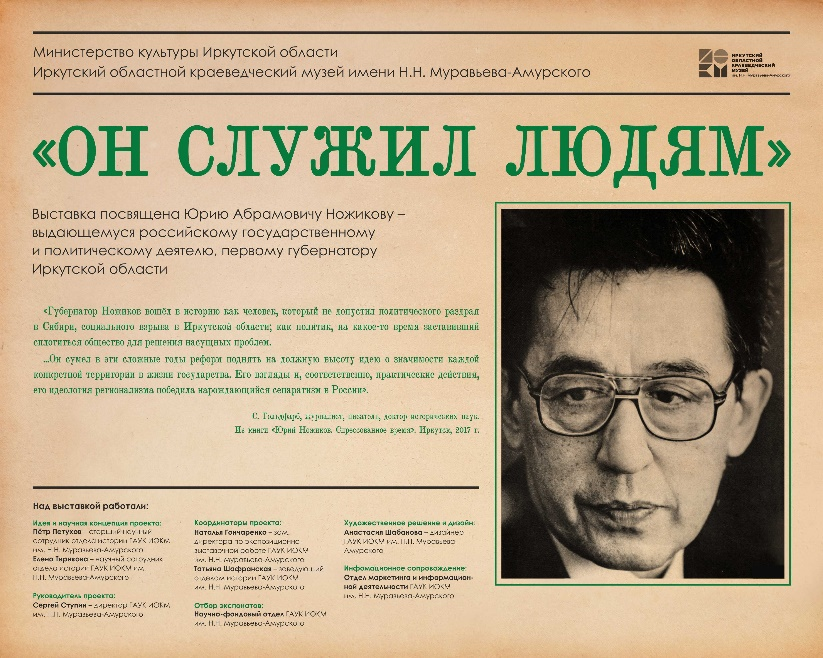 Министерство культуры Иркутской области
Иркутский областной краеведческий музей имени Н.Н. Муравьева-Амурского
ИРКУТСКИЙ
ОБЛАСТНОЙ
КРАЕВЕДЧЕСКИЙ
МУЗЕЙ
«ОН СЛУЖИЛ ЛЮДЯМ»
Выставка посвящена Юрию Абрамовичу Ножикову –
выдающемуся российскому государственному
и политическому деятелю, первому губернатору
Иркутской области
«Губернатор Ножиков вошёл в историю как человек, который не допустил политического раздрая
в Сибири, социального взрыва в Иркутской области; как политик, на какое-то время заставивший
сплотиться общество для решения насущных проблем.
...Он сумел в эти сложные годы реформ поднять на должную высоту идею о значимости каждой
конкретной территории в жизни государства. Его взгляды и, соответственно, практические действия,
его идеология регионализма победила нарождающийся сепаратизм в России».
С. Гольдфарб, журналист, писатель, доктор исторических наук.
Из книги «Юрий Ножиков. Спрессованное время». Иркутск, 2017 г.
Над выставкой работали:
Идея и научная концепция проекта:
Пётр Петухов – старший научный
сотрудник отдела истории ГАУК ИОКМ
им. Н.Н. Муравьева-Амурского
Елена Тирикова – научный сотрудник
отдела истории ГАУК ИОКМ им.
Н.Н. Муравьева-Амурского
Руководитель проекта:
Сергей Ступин – директор ГАУК ИОКМ
им. Н.Н. Муравьева-Амурского
Координаторы проекта:
Наталья Гончаренко – зам.
директора по экспозиционно-
выставочной работе ГАУК ИОКМ
им. Н.Н. Муравьева-Амурского
Татьяна Шафранская – заведующий
отделом истории ГАУК ИОКМ
им. Н.Н. Муравьева-Амурского
Отбор экспонатов:
Научно-фондовый отдел ГАУК ИОКМ
им. Н.Н. Муравьева-Амурского
Художественное решение и дизайн:
Анастасия Шабанова – дизайнер
ГАУК ИОКМ им. Н.Н. Муравьева-
Амурского
Инфомационное сопровождение:
Отдел маркетинга и информацион-
ной деятельности ГАУК ИОКМ
им. Н.Н. Муравьева-Амурского